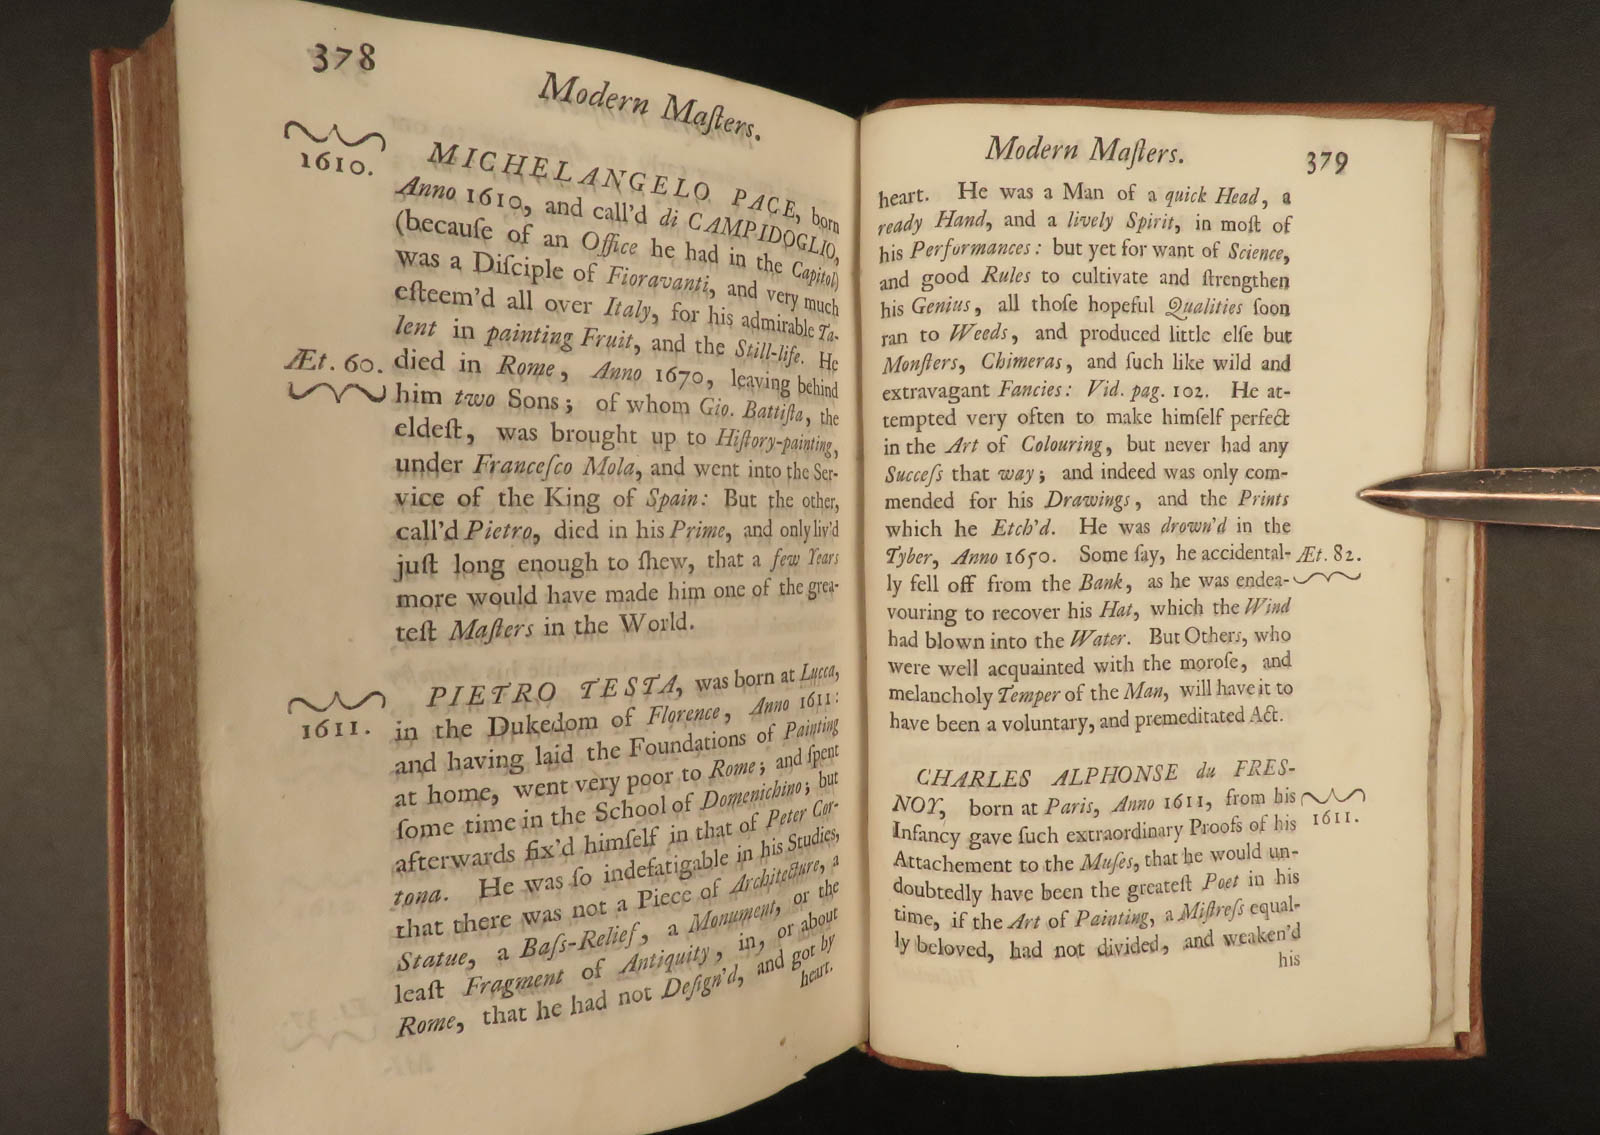 378
Modern Maſters.
1610.
MICHELANGELO PACE, born
Anno 1610, and call'd di CAMPIDOGLIO,
(becauſe of an Office he had in the Capitol)
was a Diſciple of Fioravanti, and very much
eſteem'd all over Italy, for his admirable Ta-
lent in painting Fruit, and the Still-life. He
Æt. 60. died in Rome, Anno 1670, leaving behind
him two Sons; of whom Gio. Battiſta, the
eldeſt, was brought up to Hiſtory-painting,
under Franceſco Mola, and went into the Ser-
vice of the King of Spain: But the other,
call'd Pietro, died in his Prime, and only liv'd
juſt long enough to ſhew, that a few Years
more would have made him one of the grea-
teſt Maſters in the World.
PIETRO TESTA, was born at Lucca,
1611. in the Dukedom of Florence, Anno 1611:
and having laid the Foundations of Painting
at home, went very poor to Rome; and ſpent
ſome time in the School of Domenichino; but
afterwards fix'd himſelf in that of Peter Cor-
tona. He was ſo indefatigable in his Studies,
that there was not a Piece of Architecture, a
Statue, a Baſs-Relief, a Monument, or the
leaſt Fragment of Antiquity, in, or about
Rome, that he had not Deſign'd, and got by
heart.
Modern Maſters.
379
heart. He was a Man of a quick Head, a
ready Hand, and a lively Spirit, in moſt of
his Performances: but yet for want of Science,
and good Rules to cultivate and ſtrengthen
his Genius, all thoſe hopeful Qualities ſoon
ran to Weeds, and produced little elſe but
Monſters, Chimeras, and ſuch like wild and
extravagant Fancies: Vid. pag. 102. He at-
tempted very often to make himſelf perfect
in the Art of Colouring, but never had any
Succeſs that way; and indeed was only com-
mended for his Drawings, and the Prints
which he Etch'd. He was drown'd in the
Tyber, Anno 1650. Some ſay, he accidental- Æt. 82.
ly fell off from the Bank, as he was endea-
vouring to recover his Hat, which the Wind
had blown into the Water. But Others, who
were well acquainted with the moroſe, and
melancholy Temper of the Man, will have it to
have been a voluntary, and premeditated Act.
CHARLES ALPHONSE du FRES-
NOY, born at Paris, Anno 1611, from his
Infancy gave ſuch extraordinary Proofs of his 1611.
Attachement to the Muſes, that he would un-
doubtedly have been the greateſt Poet in his
time, if the Art of Painting, a Miſtreſs equal-
ly beloved, had not divided, and weaken'd
his